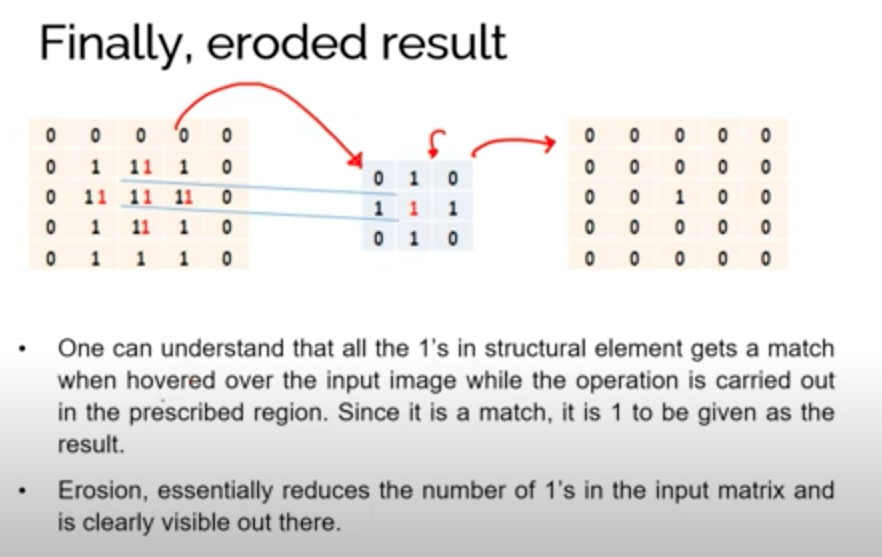 Finally, eroded result
0 0 0 0 0
0 1 11 1 0
0 11 11 11 0
0 1 11 1 0
0 1 1 1 0
0 1 0
1 1 1
0 1 0
0 0 0 0 0
0 0 0 0 0
0 0 1 0 0
0 0 0 0 0
0 0 0 0 0
• One can understand that all the 1's in structural element gets a match
when hovered over the input image while the operation is carried out
in the prescribed region. Since it is a match, it is 1 to be given as the
result.
• Erosion, essentially reduces the number of 1's in the input matrix and
is clearly visible out there.